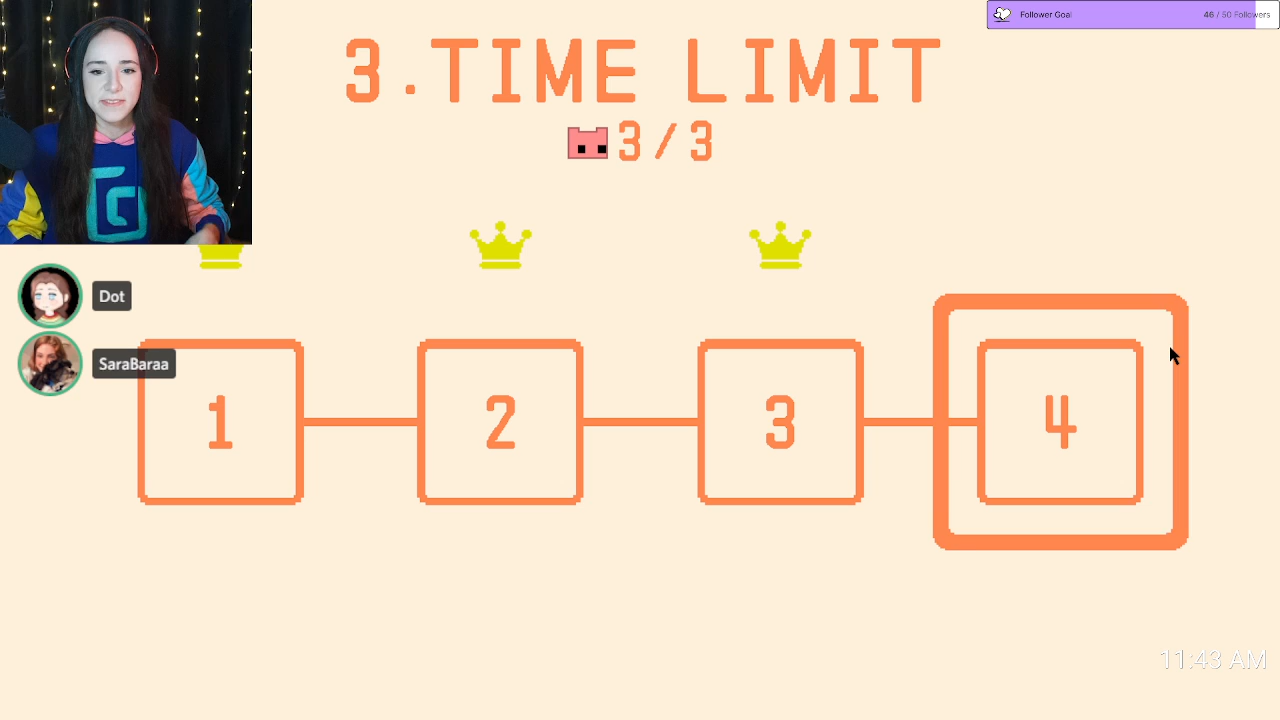 Follower Goal 46 / 50 Followers
3.TIME LIMIT
3/3
Dot
SaraBaraa
1 2 3 4
11:43 AM